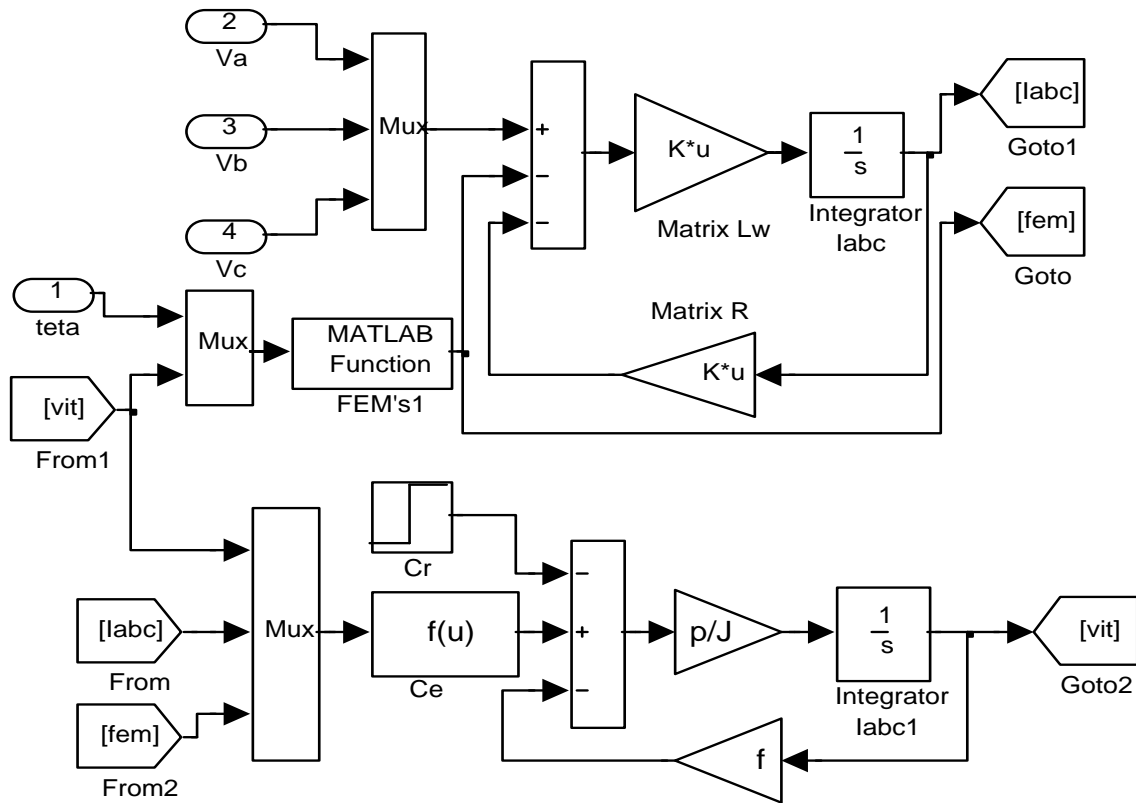 2
Va
3
Vb
4
Vc
Mux
+
−
−
K*u
Matrix Lw
1
s
Integrator
Iabc
[Iabc]
Goto1
[fem]
Goto
1
teta
Mux
MATLAB
Function
FEM's1
Matrix R
K*u
[vit]
From1
Cr
[Iabc]
From
[fem]
From2
Mux
f(u)
Ce
−
+
−
p/J
1
s
Integrator
Iabc1
[vit]
Goto2
f